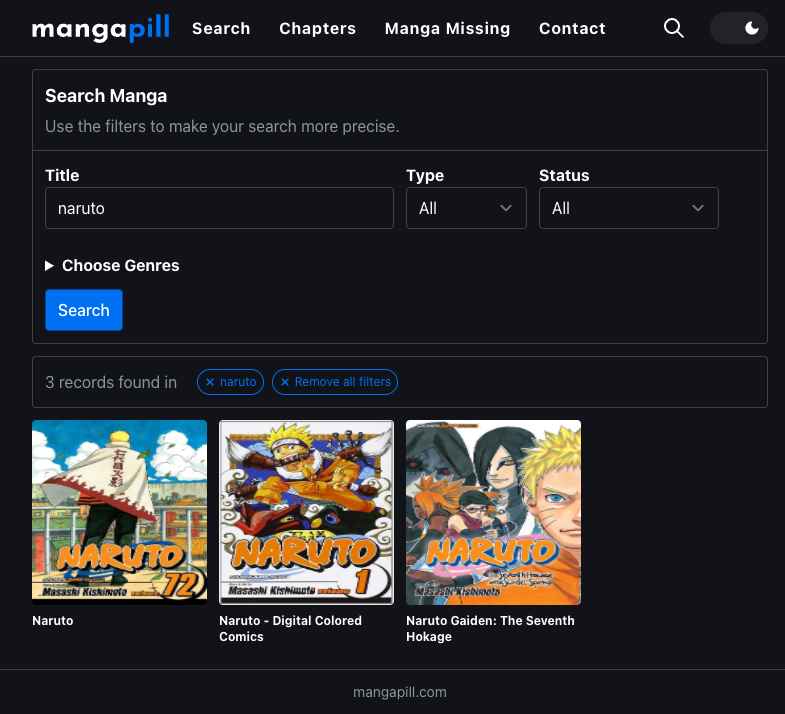 mangapill Search Chapters Manga Missing Contact
Search Manga
Use the filters to make your search more precise.
Title Type Status
naruto All All
Choose Genres
Search
3 records found in × naruto × Remove all filters
NARUTO
72
Masashi Kishimoto
NARUTO
1
Masashi Kishimoto
NARUTO
Masashi Kishimoto
Naruto
Naruto - Digital Colored
Comics
Naruto Gaiden: The Seventh
Hokage
mangapill.com